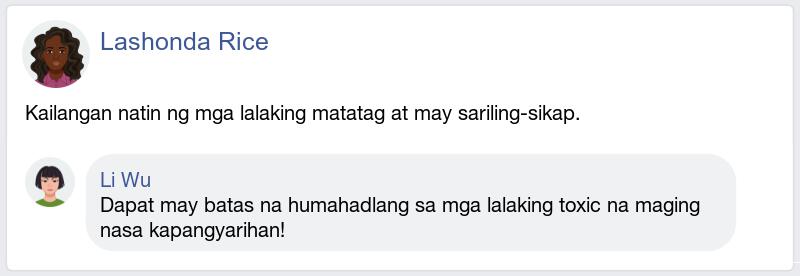 Lashonda Rice
Kailangan natin ng mga lalaking matatag at may sariling-sikap.
Li Wu
Dapat may batas na humahadlang sa mga lalaking toxic na maging
nasa kapangyarihan!